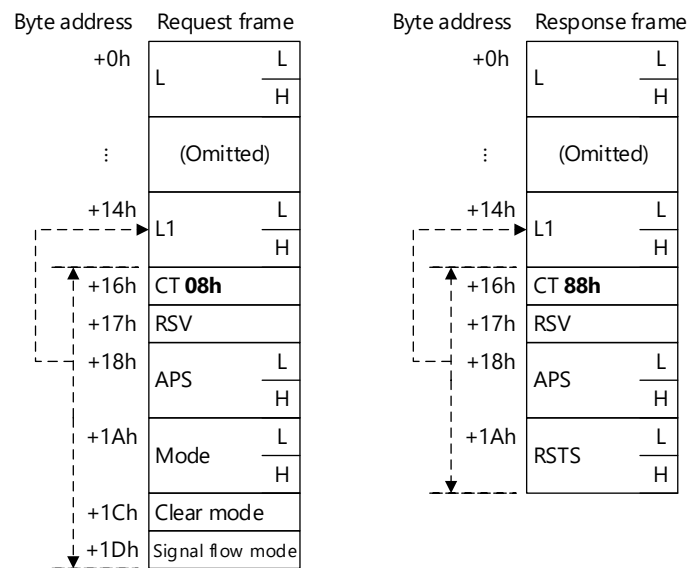 Byte address Request frame Byte address Response frame
+0h L L +0h L L
H H
⋮ (Omitted) ⋮ (Omitted)
+14h L +14h L
L1 L1
H H
+16h CT 08h +16h CT 88h
+17h RSV +17h RSV
+18h L +18h L
APS APS
H H
+1Ah L +1Ah L
Mode RSTS
H H
+1Ch Clear mode
+1Dh Signal flow mode